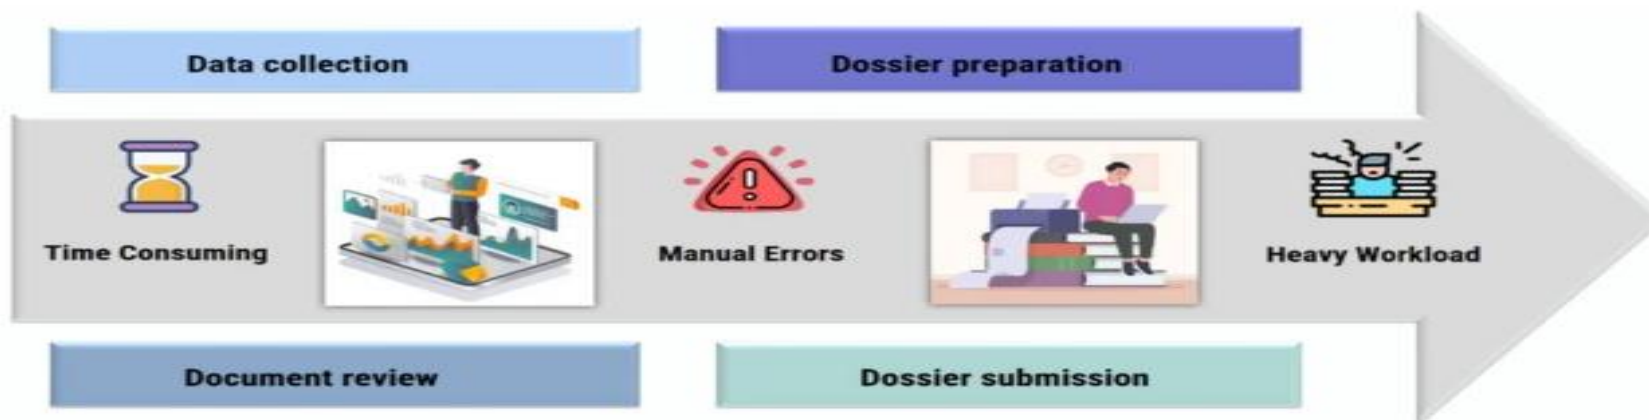 Data collection
Dossier preparation
Time Consuming
Manual Errors
Heavy Workload
Document review
Dossier submission